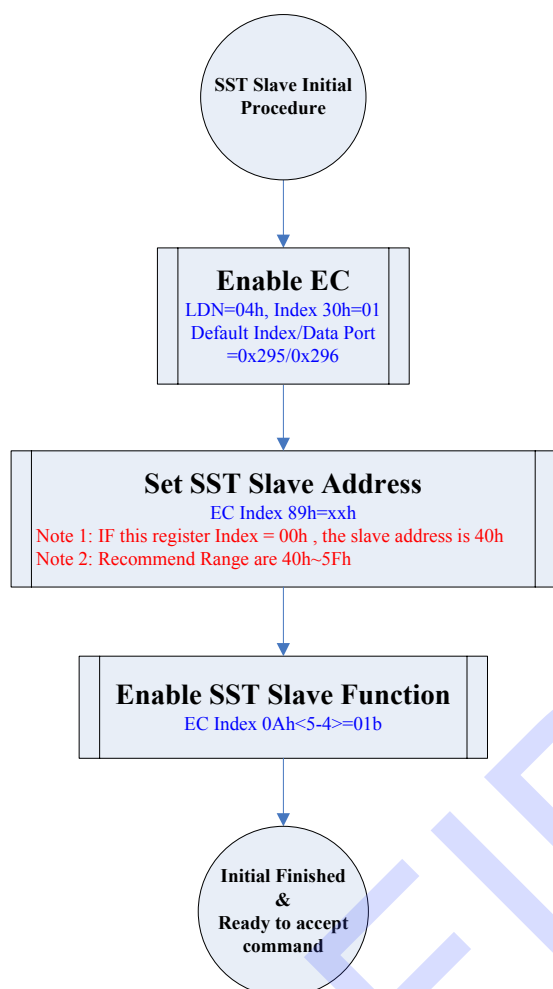 SST Slave Initial
Procedure
Enable EC
LDN=04h, Index 30h=01
Default Index/Data Port
=0x295/0x296
Set SST Slave Address
EC Index 89h=xxh
Note 1: IF this register Index = 00h , the slave address is 40h
Note 2: Recommend Range are 40h~5Fh
Enable SST Slave Function
EC Index 0Ah<5-4>=01b
Initial Finished
&
Ready to accept
command